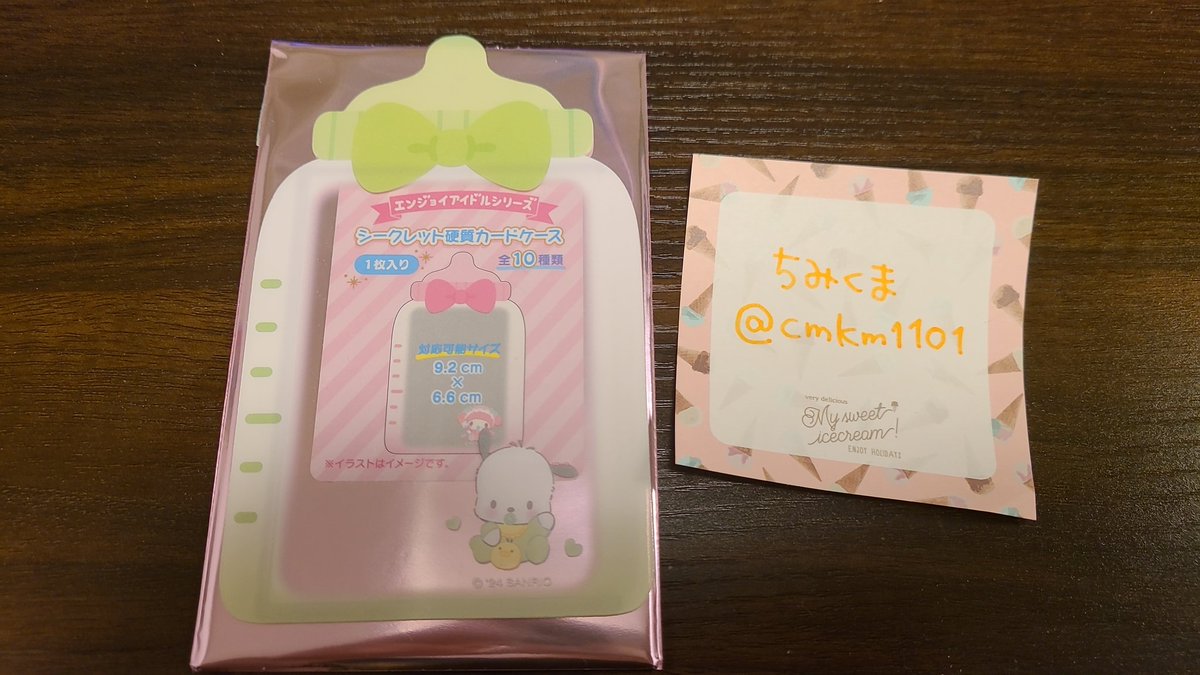 エンジョイアイドルシリーズ
シークレット硬質カードケース
1枚入り
全10種類
対応可能サイズ
9.2 cm
×
6.6 cm
※イラストはイメージです。
© '24 SANRIO
ちみくま
@cmkm1101
very delicious
My sweet
icecream!
ENJOY HOLIDATI